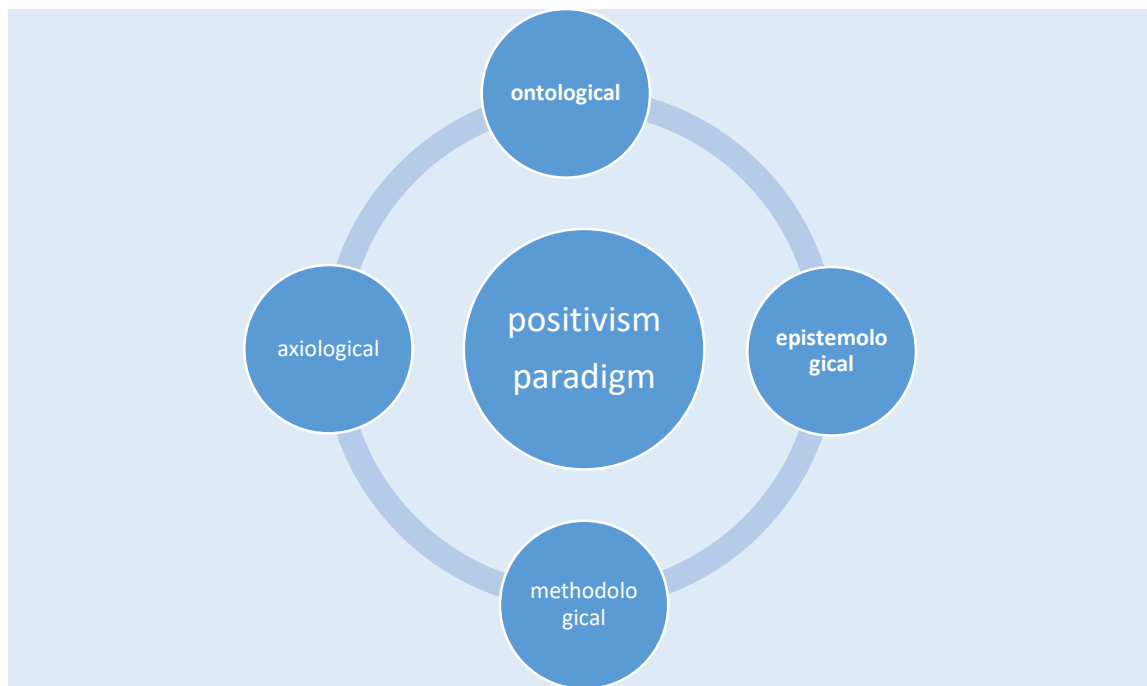 ontological
positivism
paradigm
axiological
epistemolo
gical
methodolo
gical